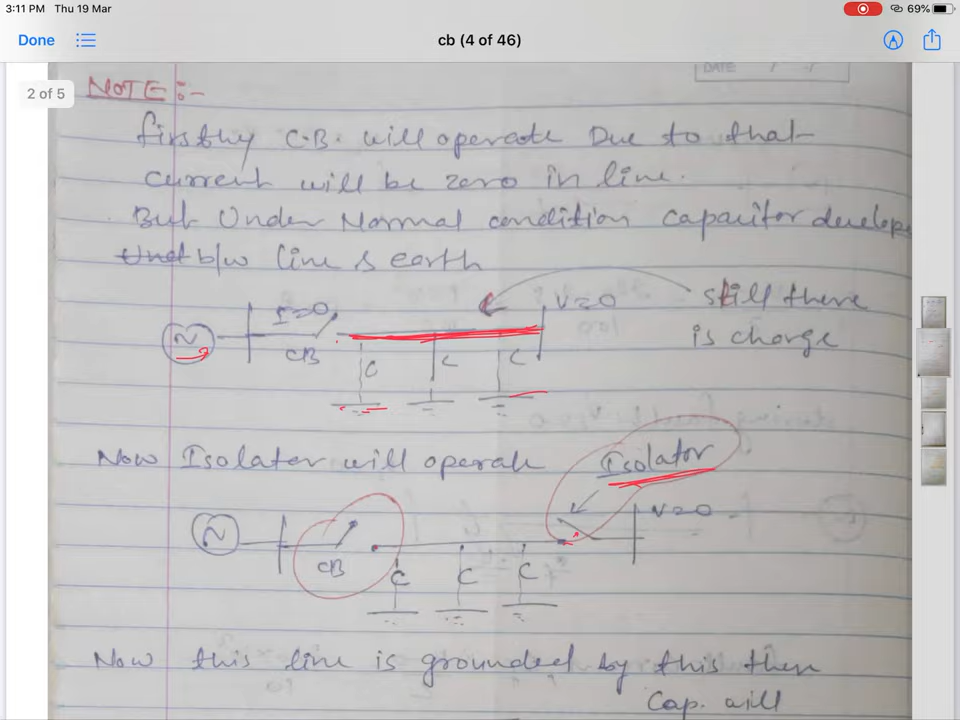 3:11 PM Thu 19 Mar
69%
Done
cb (4 of 46)
2 of 5
DATE / /
NOTE :-
firstly C.B. will operate Due to that
current will be zero in line.
But Under Normal condition capacitor develope
b/w line & earth
I=0
V=0
still there
is charge
N
CB
C
C
C
Now Isolater will operate
Isolator
N
V=0
CB
C
C
C
Now this line is grounded by this then
Cap. will